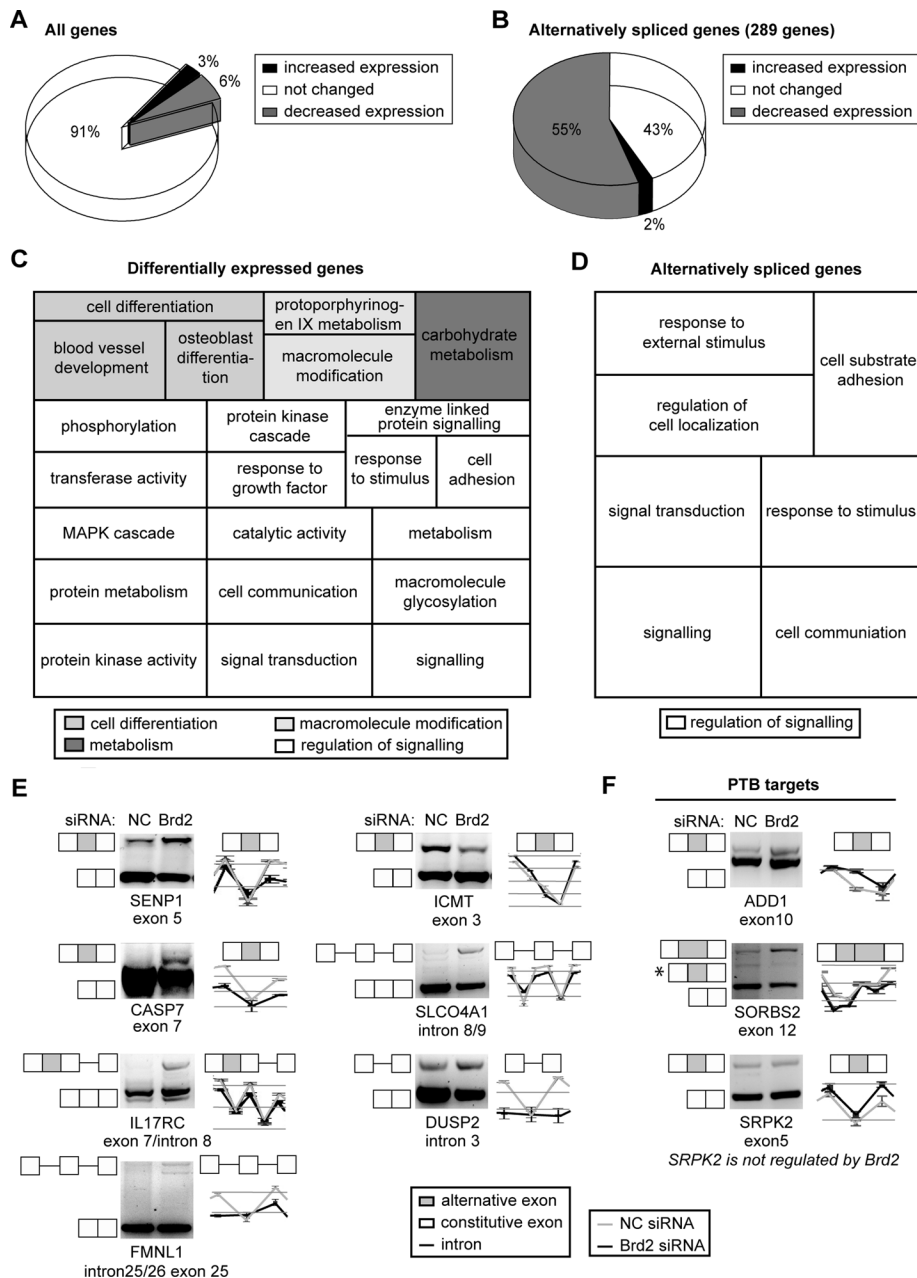 A
All genes
3%
6%
91%
increased expression
not changed
decreased expression
B
Alternatively spliced genes (289 genes)
55%
43%
2%
increased expression
not changed
decreased expression
C
Differentially expressed genes
cell differentiation
blood vessel
development
osteoblast
differentia-
tion
protoporphyrinog-
en IX metabolism
macromolecule
modification
carbohydrate
metabolism
phosphorylation
protein kinase
cascade
enzyme linked
protein signalling
transferase activity
response to
growth factor
response
to stimulus
cell
adhesion
MAPK cascade
catalytic activity
metabolism
protein metabolism
cell communication
macromolecule
glycosylation
protein kinase activity
signal transduction
signalling
cell differentiation
macromolecule modification
metabolism
regulation of signalling
D
Alternatively spliced genes
response to
external stimulus
cell substrate
adhesion
regulation of
cell localization
signal transduction
response to stimulus
signalling
cell communiation
regulation of signalling
E
siRNA: NC Brd2
SENP1
exon 5
CASP7
exon 7
IL17RC
exon 7/intron 8
FMNL1
intron25/26 exon 25
siRNA: NC Brd2
ICMT
exon 3
SLCO4A1
intron 8/9
DUSP2
intron 3
alternative exon
constitutive exon
intron
NC siRNA
Brd2 siRNA
F
PTB targets
siRNA: NC Brd2
ADD1
exon10
*
SORBS2
exon 12
SRPK2
exon5
SRPK2 is not regulated by Brd2